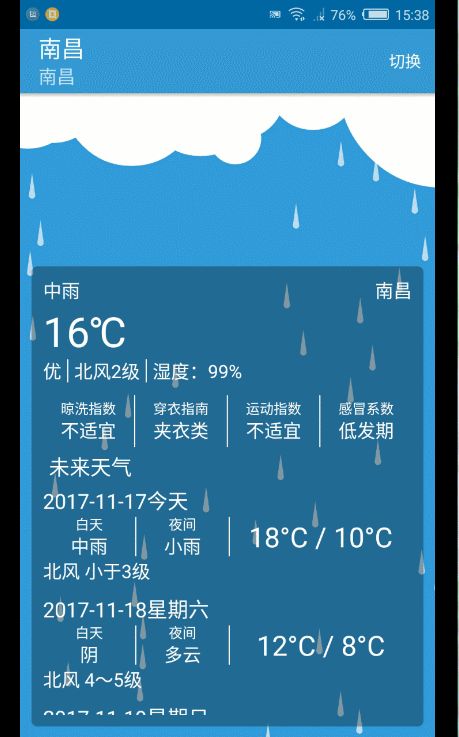 76% 15:38
南昌
南昌
切换
中雨 南昌
16℃
优 | 北风2级 | 湿度：99%
晾洗指数 穿衣指南 运动指数 感冒系数
不适宜 夹衣类 不适宜 低发期
未来天气
2017-11-17今天
白天 夜间
中雨 小雨
18°C / 10°C
北风 小于3级
2017-11-18星期六
白天 夜间
阴 多云
12°C / 8°C
北风 4～5级